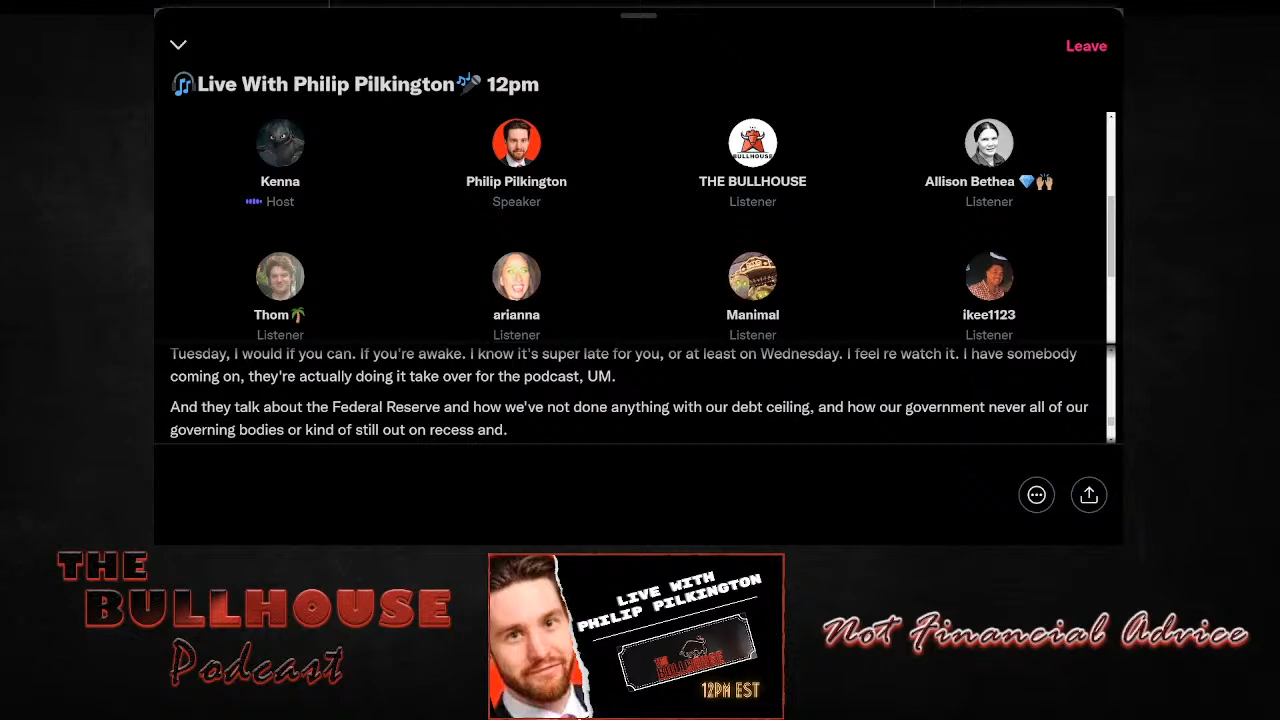 Leave
Live With Philip Pilkington 12pm
Kenna
Host
Philip Pilkington
Speaker
THE BULLHOUSE
Listener
Allison Bethea
Listener
BULLHOUSE
Thom
Listener
arianna
Listener
Manimal
Listener
ikee1123
Listener
Tuesday, I would if you can. If you're awake. I know it's super late for you, or at least on Wednesday. I feel re watch it. I have somebody
coming on, they're actually doing it take over for the podcast, UM.
And they talk about the Federal Reserve and how we've not done anything with our debt ceiling, and how our government never all of our
governing bodies or kind of still out on recess and.
THE
BULLHOUSE
Podcast
LIVE WITH
PHILIP PILKINGTON
THE
BULLHOUSE
12PM EST
Not Financial Advice